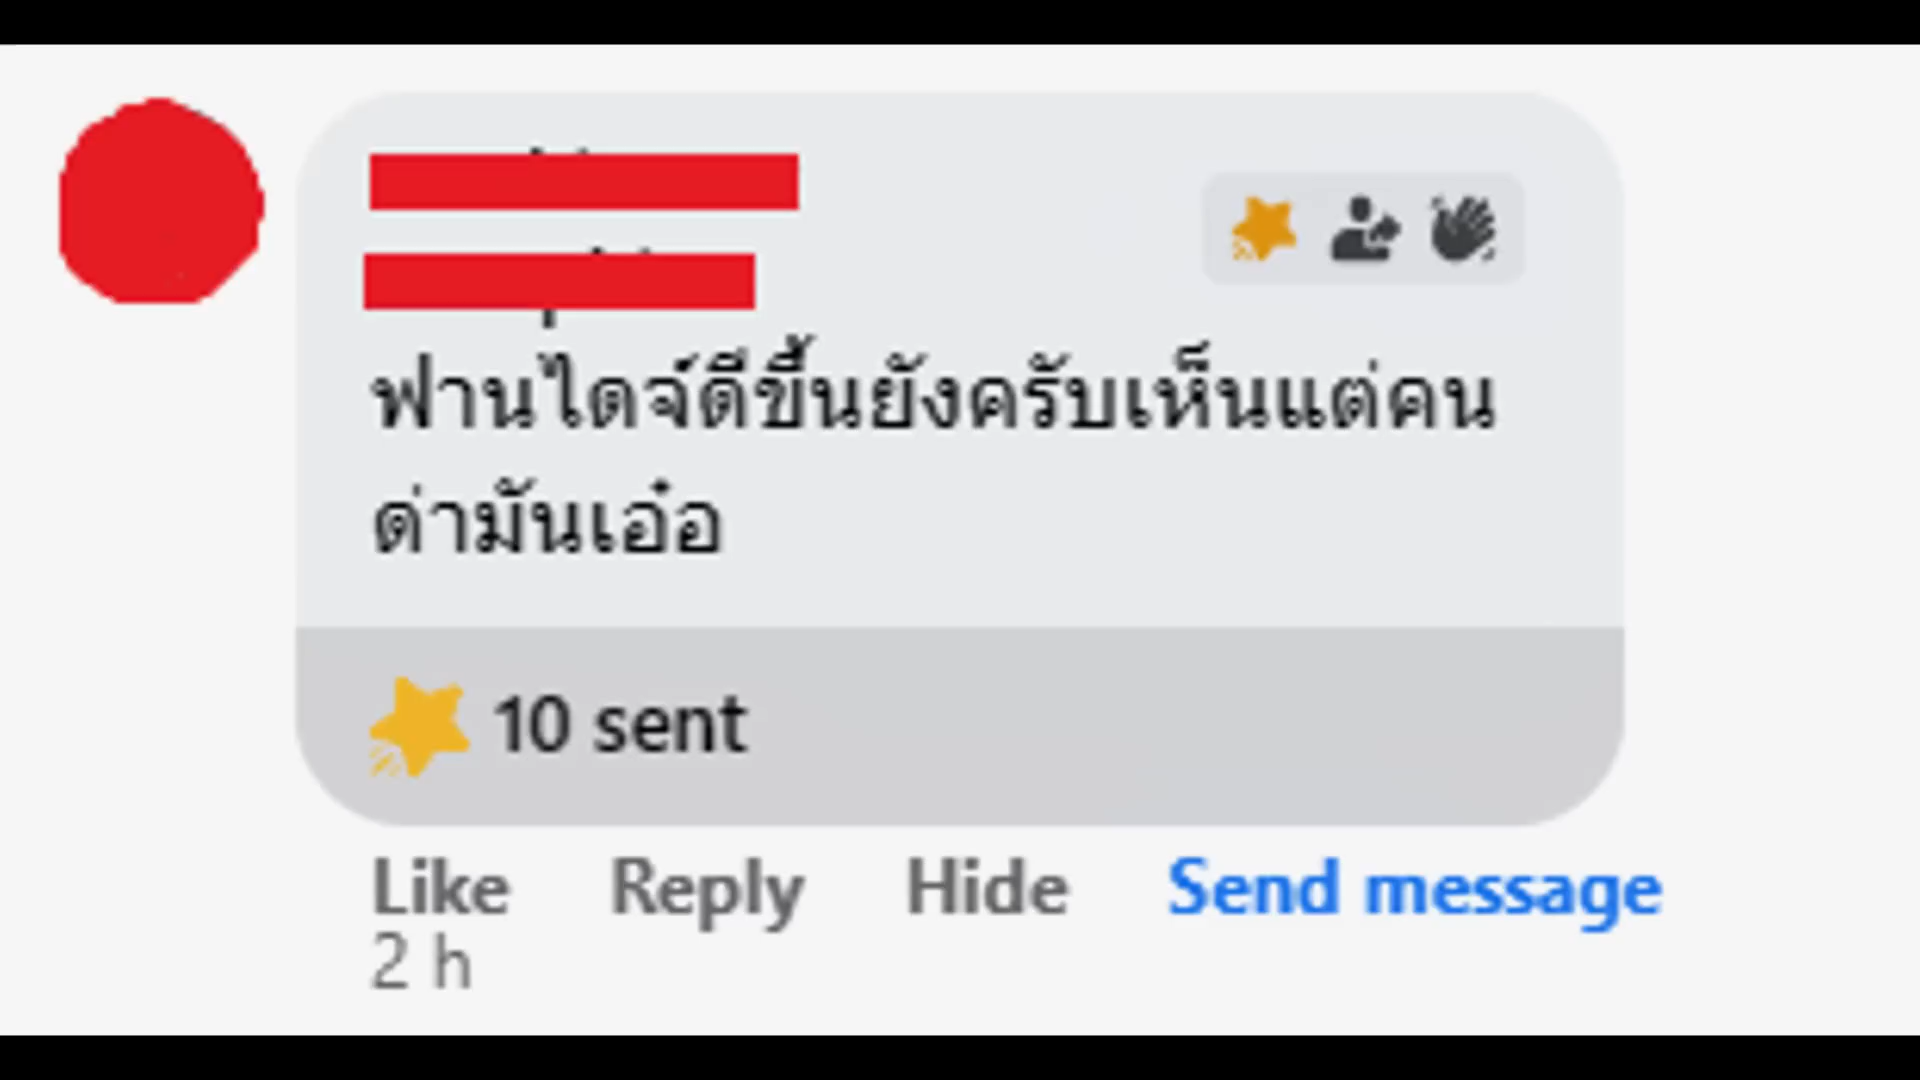 ฟานไดจ์ดีขึ้นยังครับเห็นแต่คน
ด่ามันเอ๋อ
10 sent
Like Reply Hide Send message
2 h